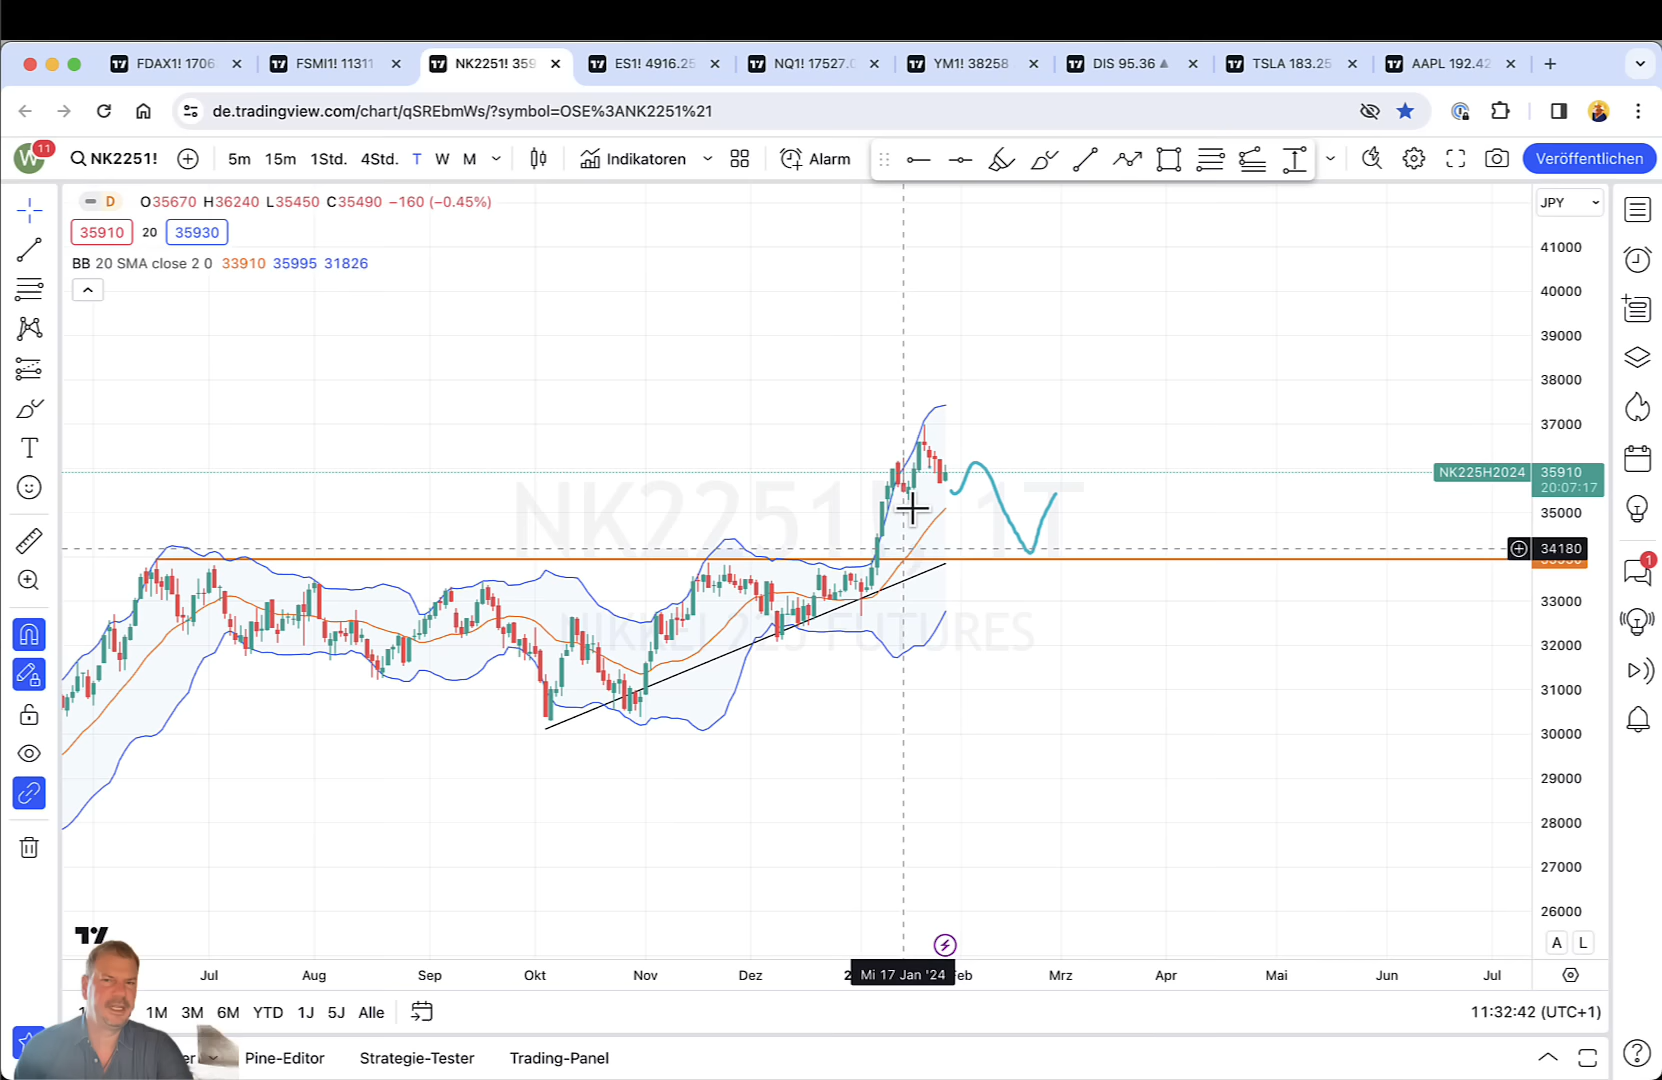 FDAX1! 1706
FSMI1! 11311
NK2251! 359
ES1! 4916.25
NQ1! 17527.
YM1! 38258
DIS 95.36 ▲
TSLA 183.25
AAPL 192.42
de.tradingview.com/chart/qSREbmWs/?symbol=OSE%3ANK2251%21
W
11
NK2251!
5m 15m 1Std. 4Std. T W M
Indikatoren
Alarm
Veröffentlichen
D O35670 H36240 L35450 C35490 −160 (−0.45%)
JPY
35910 20 35930
BB 20 SMA close 2 0 33910 35995 31826
41000
40000
39000
38000
37000
NK225H2024 35910
20:07:17
35000
34180
33000
32000
31000
30000
29000
28000
27000
26000
NK2251!, 1T
NIKKEI 225 FUTURES
1
A L
Jul Aug Sep Okt Nov Dez Mi 17 Jan '24 eb Mrz Apr Mai Jun Jul
1M 3M 6M YTD 1J 5J Alle
11:32:42 (UTC+1)
er Pine-Editor Strategie-Tester Trading-Panel